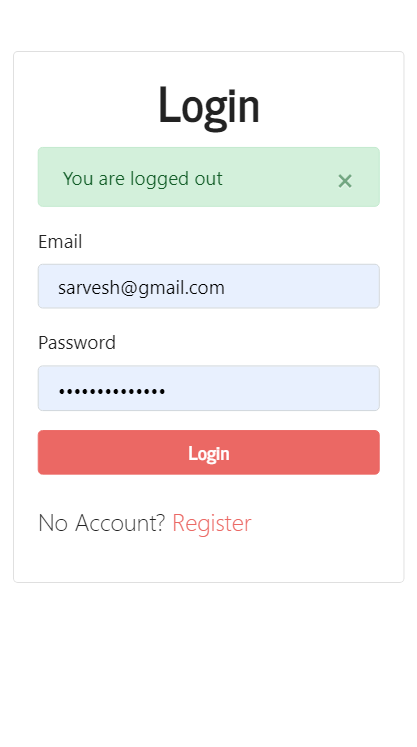 Login
You are logged out ×
Email
sarvesh@gmail.com
Password
••••••••••••••
Login
No Account? Register